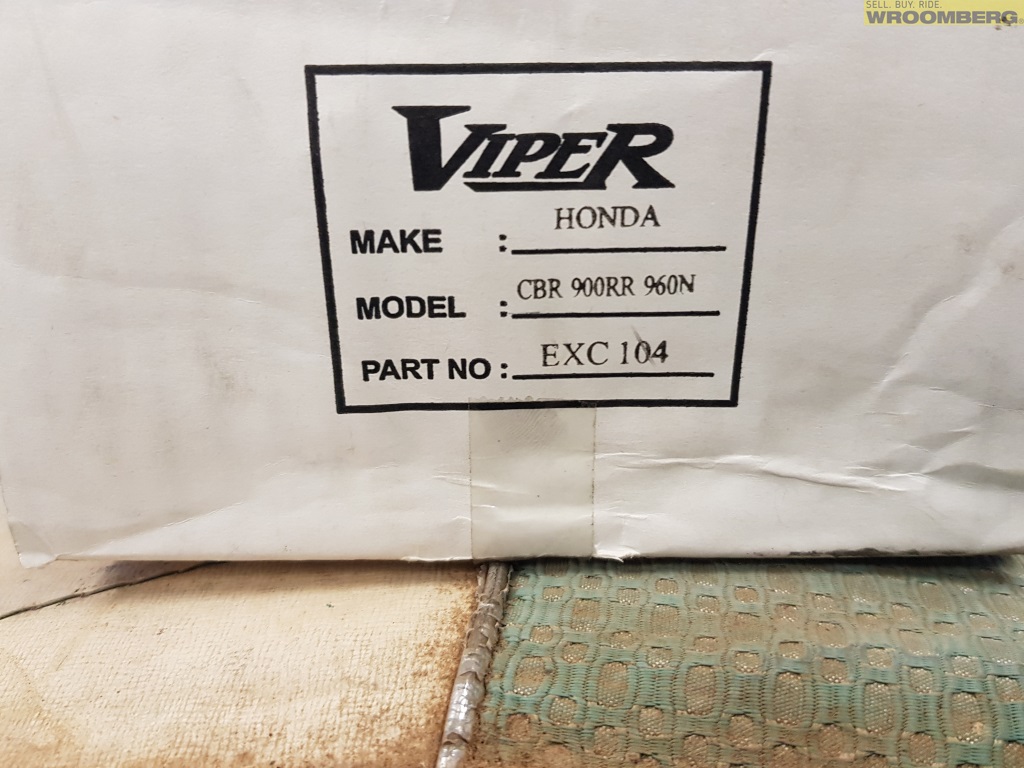 SELL. BUY. RIDE.
WROOMBERG
VIPER
MAKE : HONDA
MODEL : CBR 900RR 960N
PART NO : EXC 104